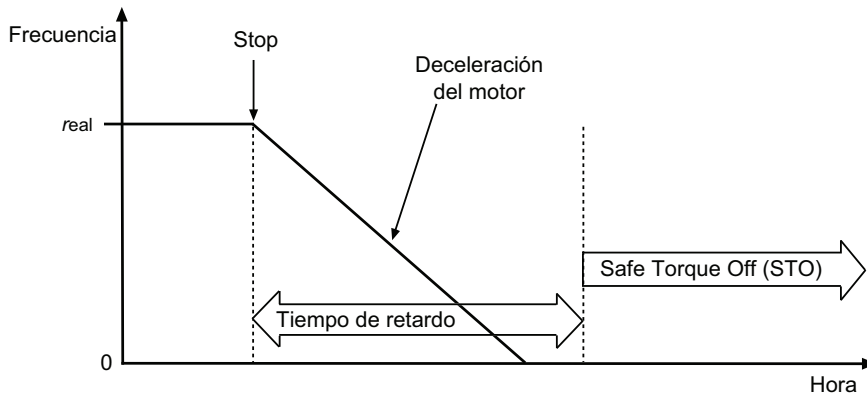 Frecuencia
Stop
Deceleración
del motor
real
Safe Torque Off (STO)
Tiempo de retardo
0
Hora